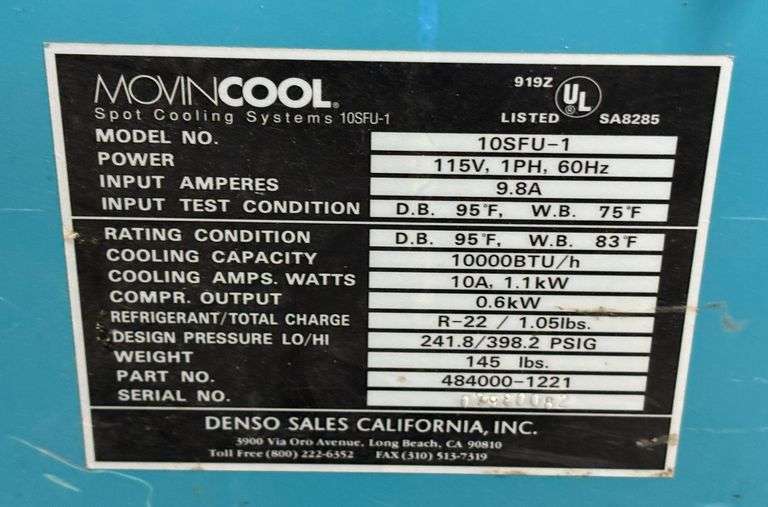 MOVINCOOL®
Spot Cooling Systems 10SFU-1
919Z UL
LISTED SA8285
MODEL NO. 10SFU-1
POWER 115V, 1PH, 60Hz
INPUT AMPERES 9.8A
INPUT TEST CONDITION D.B. 95°F, W.B. 75°F
RATING CONDITION D.B. 95°F, W.B. 83°F
COOLING CAPACITY 10000BTU/h
COOLING AMPS. WATTS 10A, 1.1kW
COMPR. OUTPUT 0.6kW
REFRIGERANT/TOTAL CHARGE R-22 / 1.05lbs.
DESIGN PRESSURE LO/HI 241.8/398.2 PSIG
WEIGHT 145 lbs.
PART NO. 484000-1221
SERIAL NO.
DENSO SALES CALIFORNIA, INC.
3900 Via Oro Avenue, Long Beach, CA 90810
Toll Free (800) 222-6352 FAX (310) 513-7319